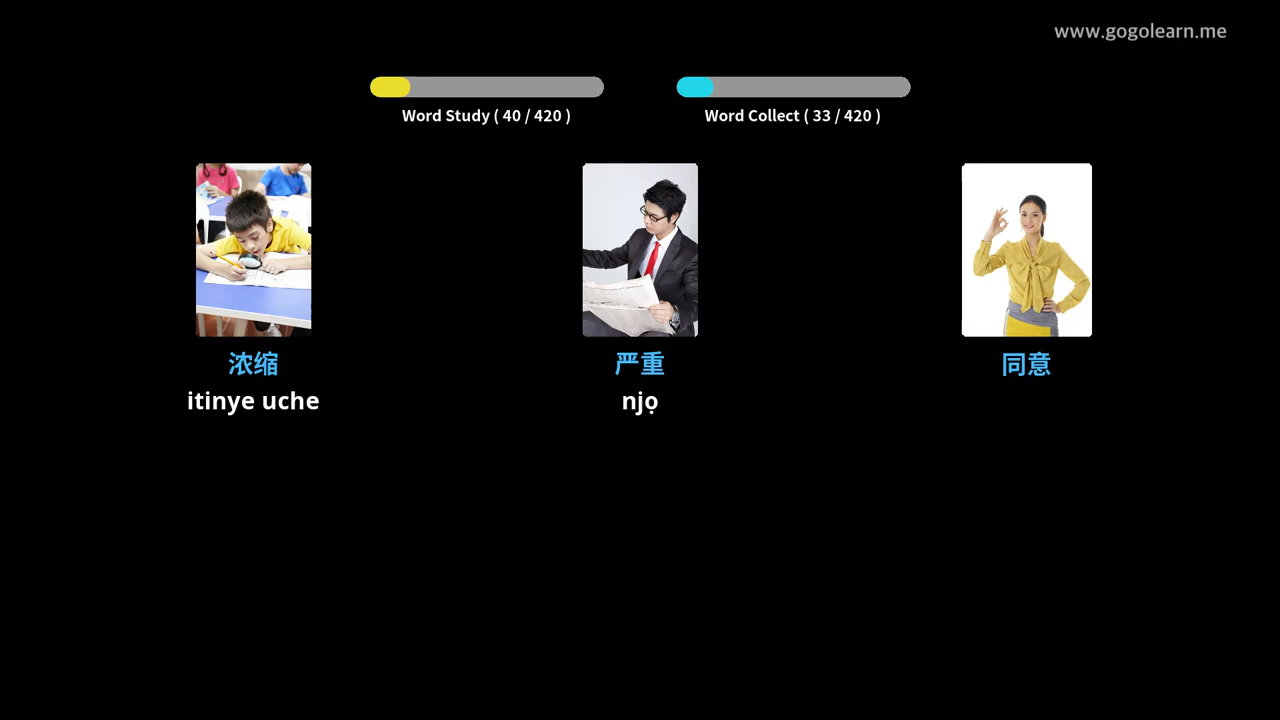 www.gogolearn.me
Word Study ( 40 / 420 )
Word Collect ( 33 / 420 )
浓缩
严重
同意
itinye uche
njọ